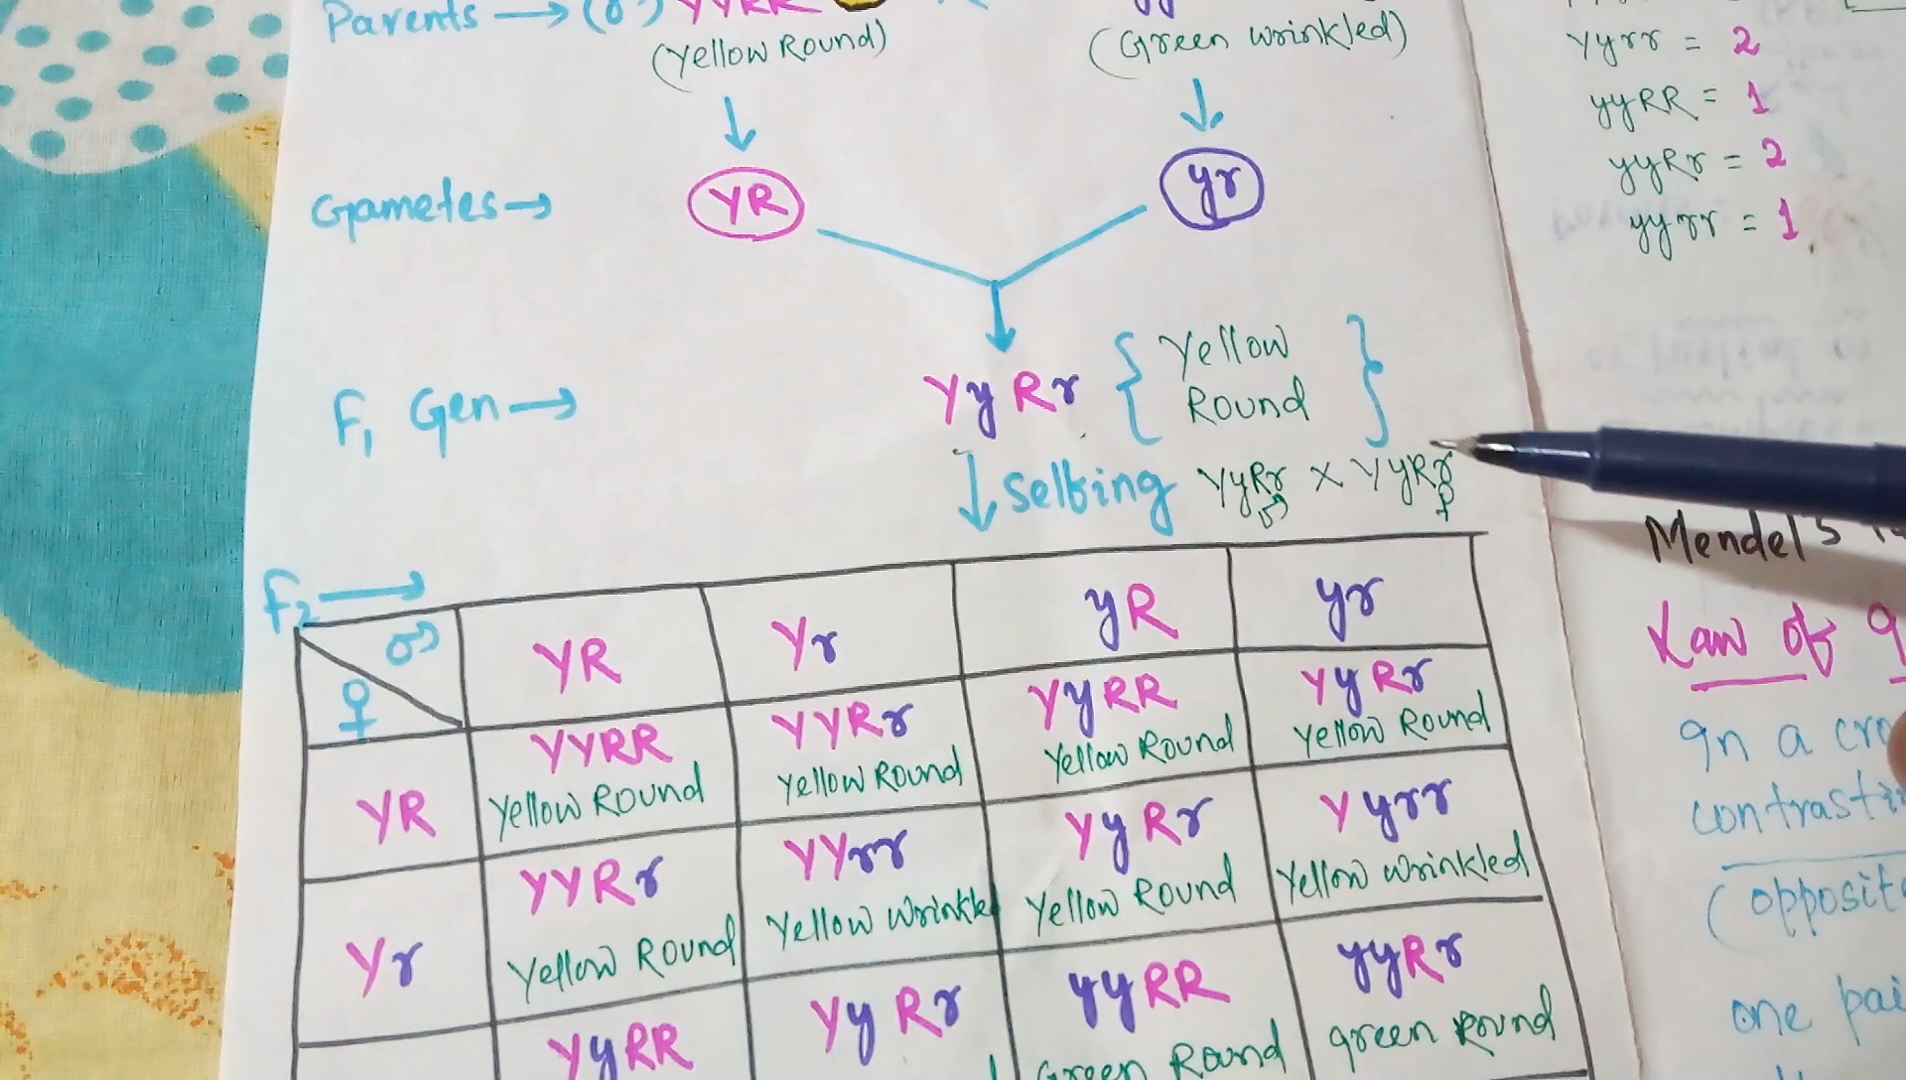 Parents → (♂) YYRR
(Yellow Round)
(Green wrinkled)
Gametes →
YR
yr
F1 Gen →
YyRr { Yellow Round }
↓ Selfing YyRr ♂ X YyRr ♀
F2 →
♂
♀
YR Yr yR yr
YR
YYRR Yellow Round
YYRr Yellow Round
YyRR Yellow Round
YyRr Yellow Round
Yr
YYRr Yellow Round
YYrr Yellow Wrinkle
YyRr Yellow Round
Yyrr Yellow wrinkled
YyRR
YyRr
yyRR Green Round
yyRr green Round
Yyrr = 2
yyRR = 1
yyRr = 2
yyrr = 1
Mendel's
Law of
In a
contrasti
(opposit
one pai